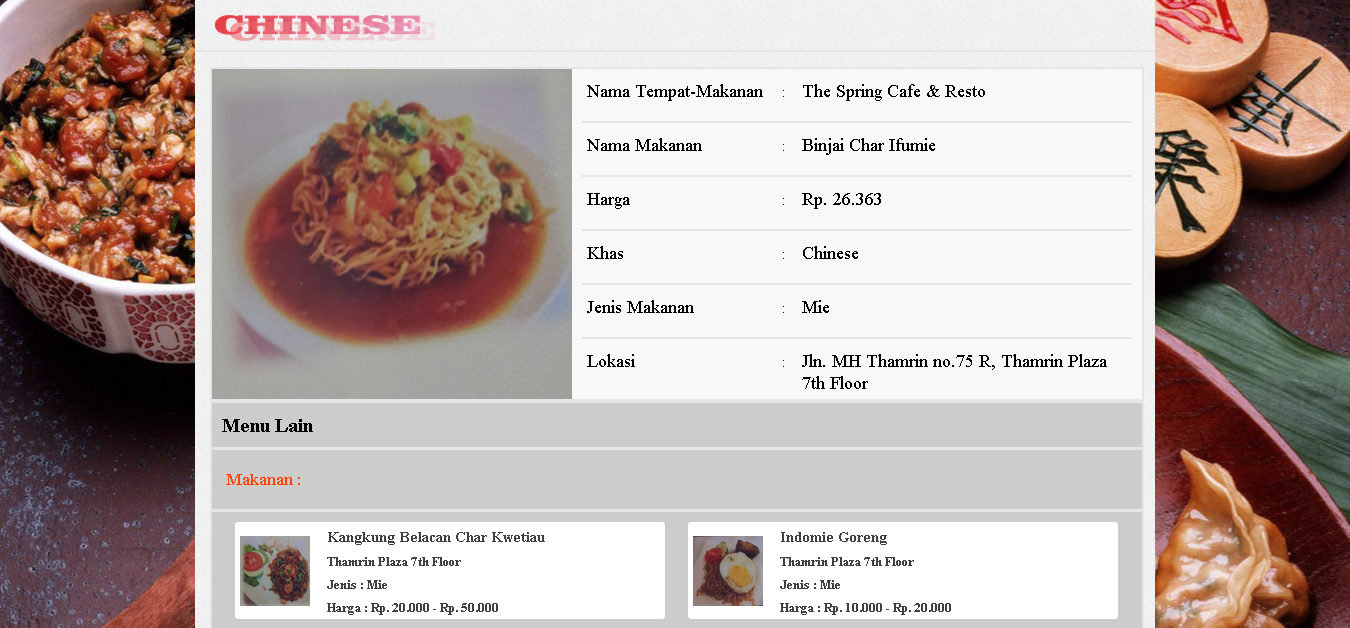 CHINESE
Nama Tempat-Makanan : The Spring Cafe & Resto
Nama Makanan : Binjai Char Ifumie
Harga : Rp. 26.363
Khas : Chinese
Jenis Makanan : Mie
Lokasi : Jln. MH Thamrin no.75 R, Thamrin Plaza
7th Floor
Menu Lain
Makanan :
Kangkung Belacan Char Kwetiau
Thamrin Plaza 7th Floor
Jenis : Mie
Harga : Rp. 20.000 - Rp. 50.000
Indomie Goreng
Thamrin Plaza 7th Floor
Jenis : Mie
Harga : Rp. 10.000 - Rp. 20.000